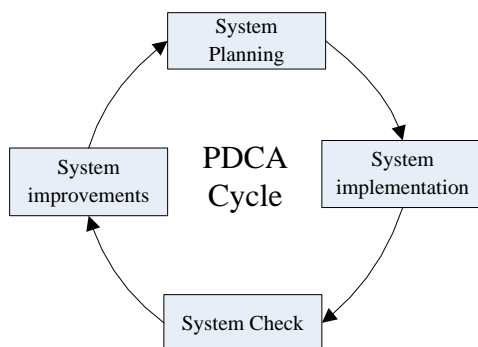 System
Planning
PDCA
Cycle
System
implementation
System
improvements
System Check